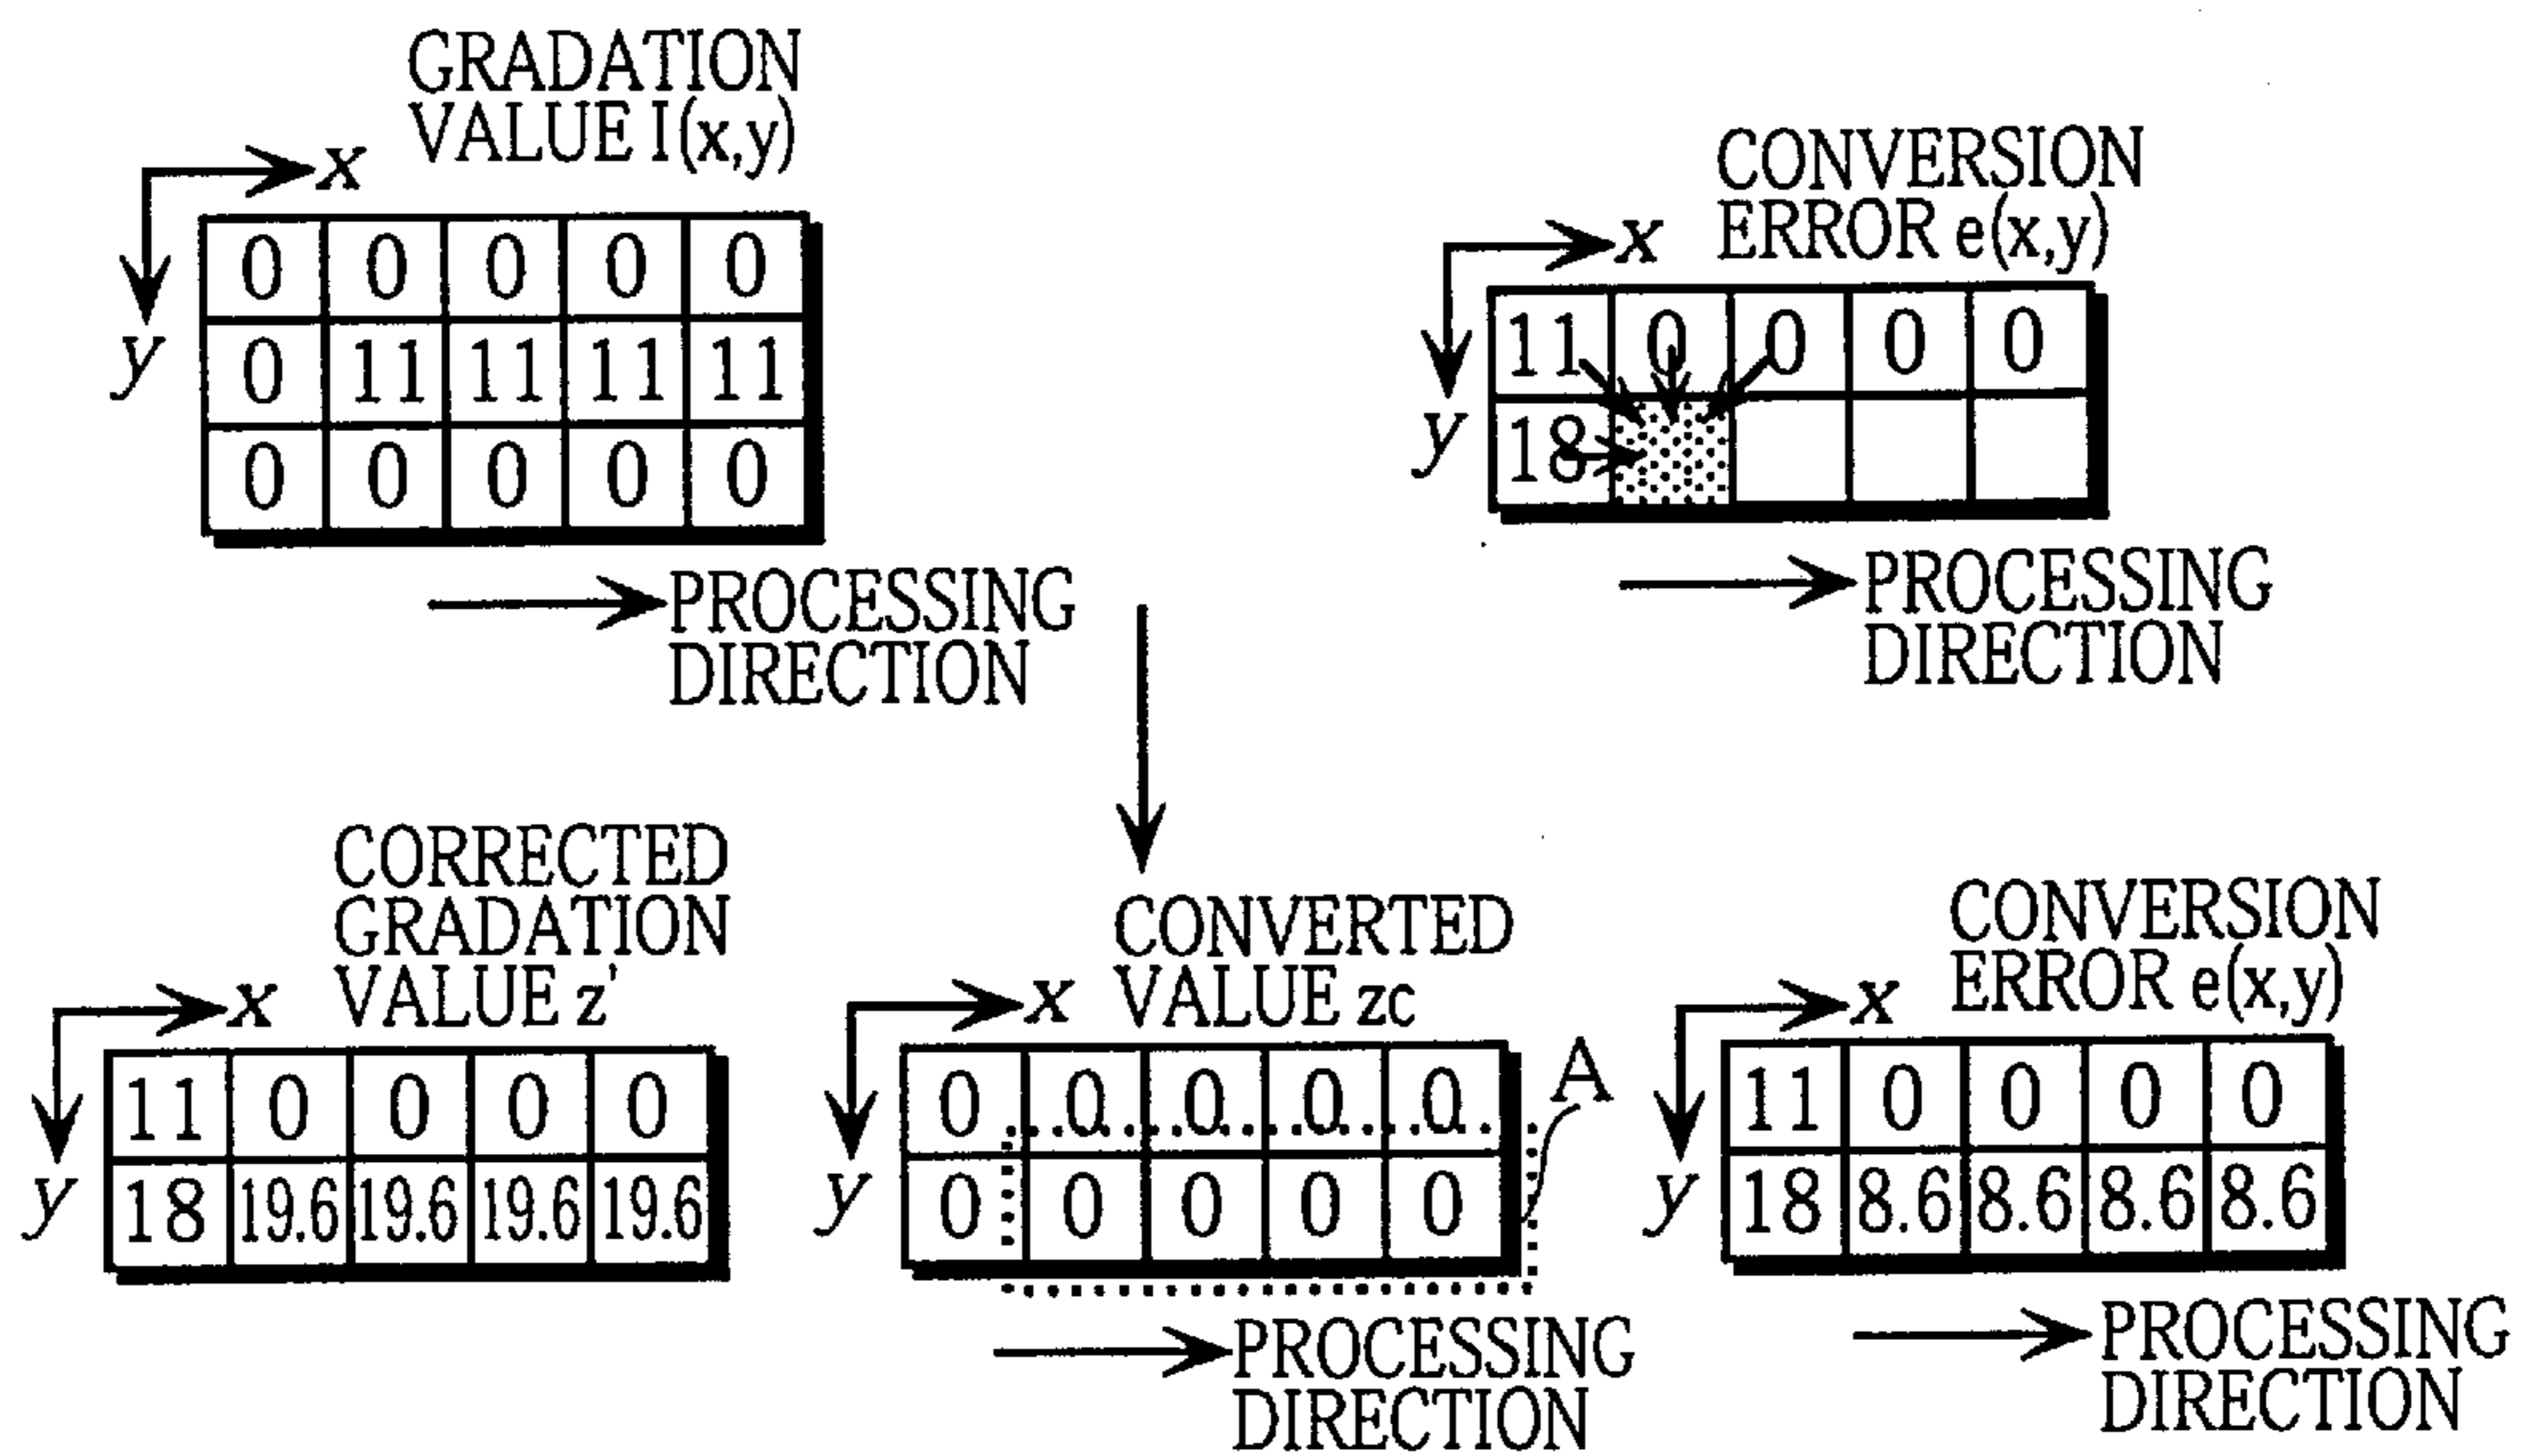 GRADATION
VALUE I(x,y)
x
y
0 0 0 0 0
0 11 11 11 11
0 0 0 0 0
PROCESSING
DIRECTION
CONVERSION
ERROR e(x,y)
x
y
11 0 0 0 0
18
PROCESSING
DIRECTION
CORRECTED
GRADATION
VALUE z'
x
y
11 0 0 0 0
18 19.6 19.6 19.6 19.6
CONVERTED
VALUE zc
x
y
A
0 0 0 0 0
0 0 0 0 0
PROCESSING
DIRECTION
CONVERSION
ERROR e(x,y)
x
y
11 0 0 0 0
18 8.6 8.6 8.6 8.6
PROCESSING
DIRECTION